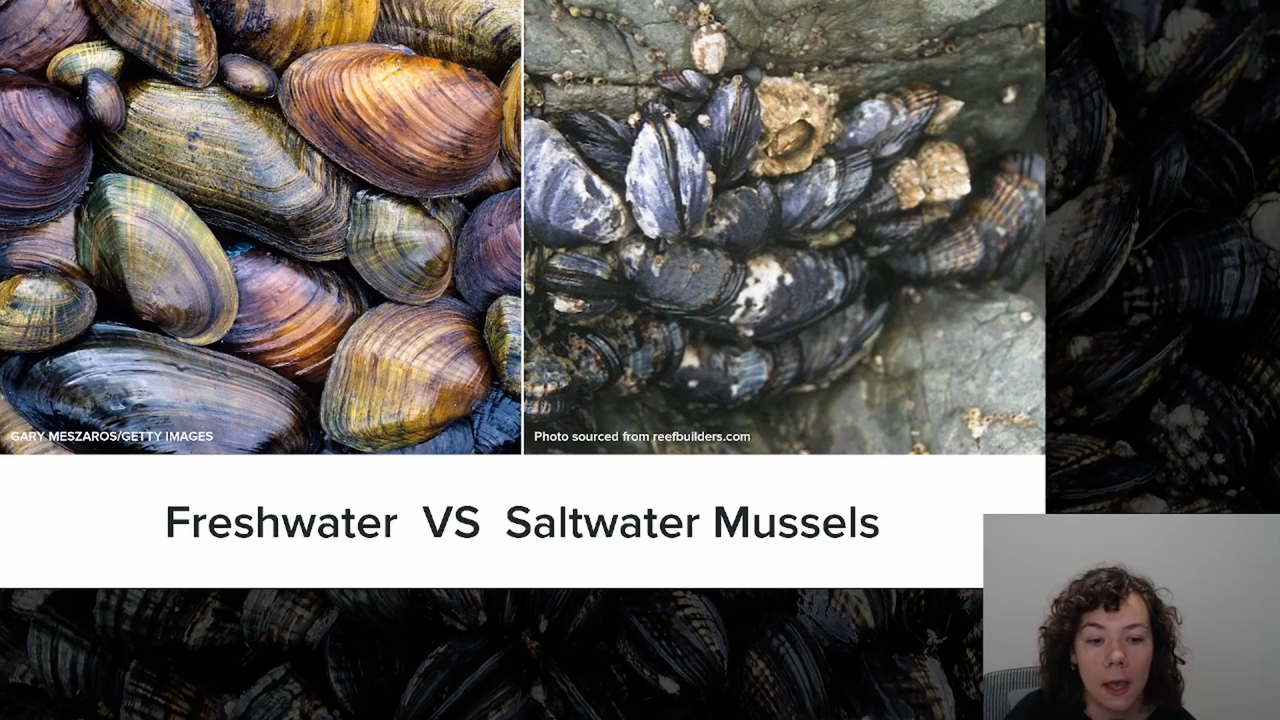 GARY MESZAROS/GETTY IMAGES
Photo sourced from reefbuilders.com
Freshwater VS Saltwater Mussels